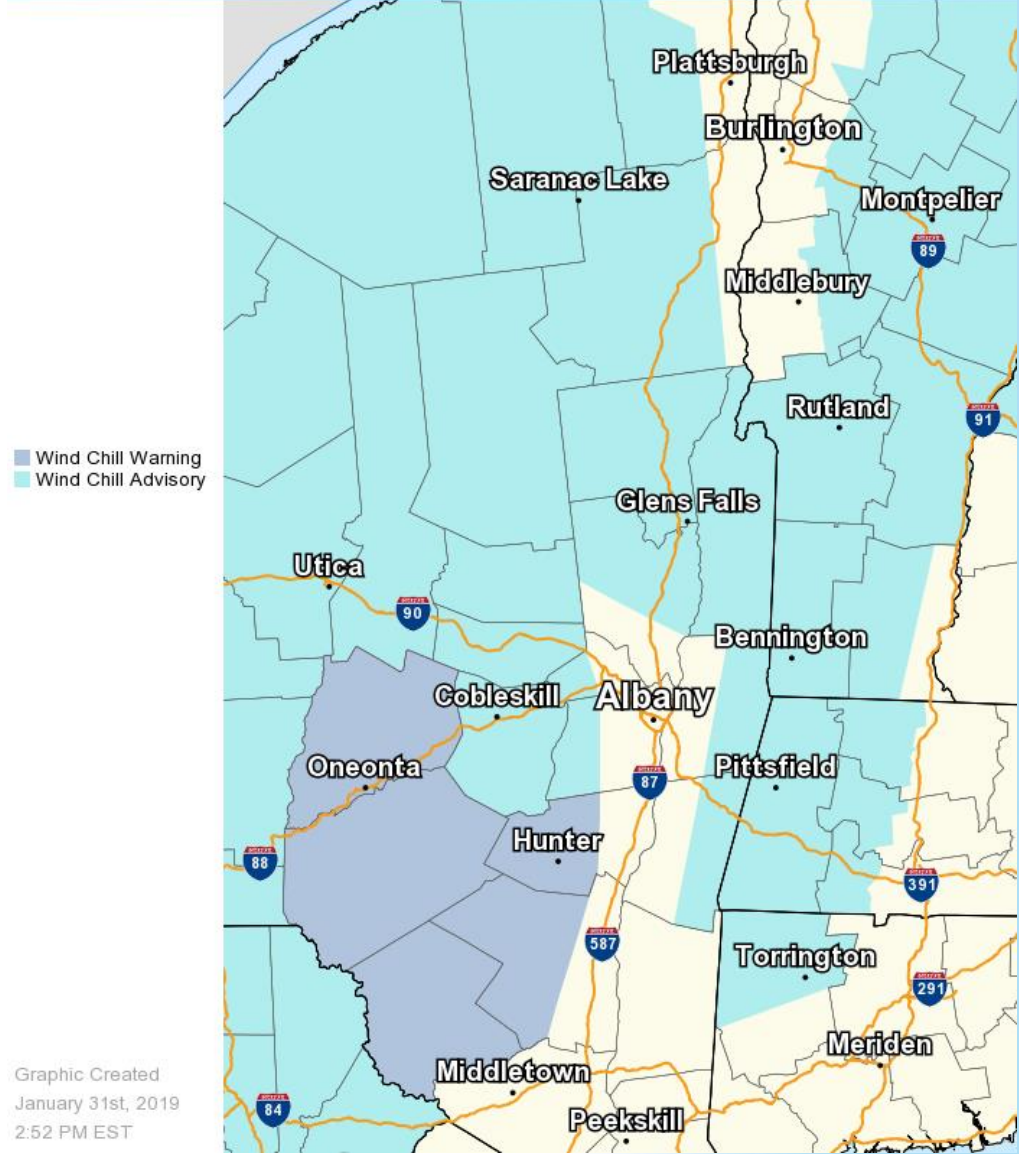 Plattsburgh
Burlington
Saranac Lake
Montpelier
89
Middlebury
Rutland
91
Wind Chill Warning
Wind Chill Advisory
Glens Falls
Utica
90
Bennington
Cobleskill
Albany
Oneonta
87
Pittsfield
Hunter
88
391
587
Torrington
291
Meriden
Middletown
84
Peekskill
Graphic Created
January 31st, 2019
2:52 PM EST